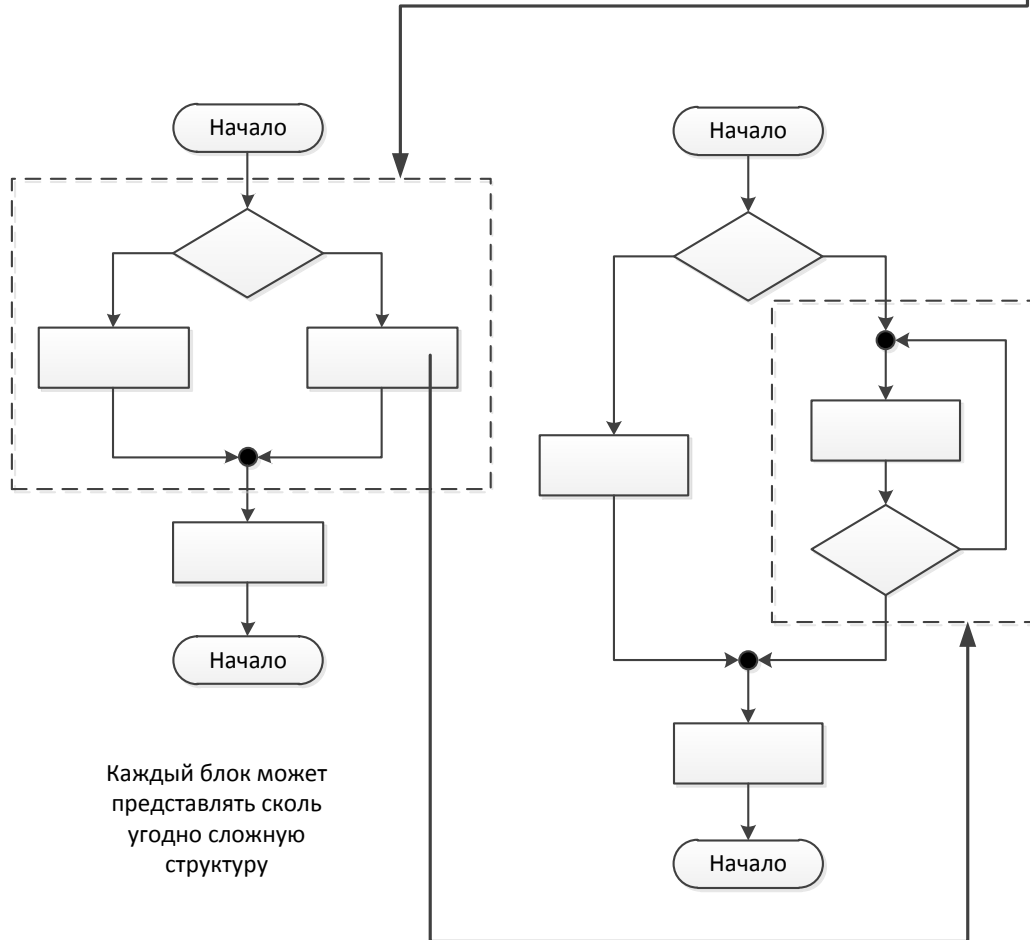 Начало
Начало
Начало
Каждый блок может
представлять сколь
угодно сложную
структуру
Начало